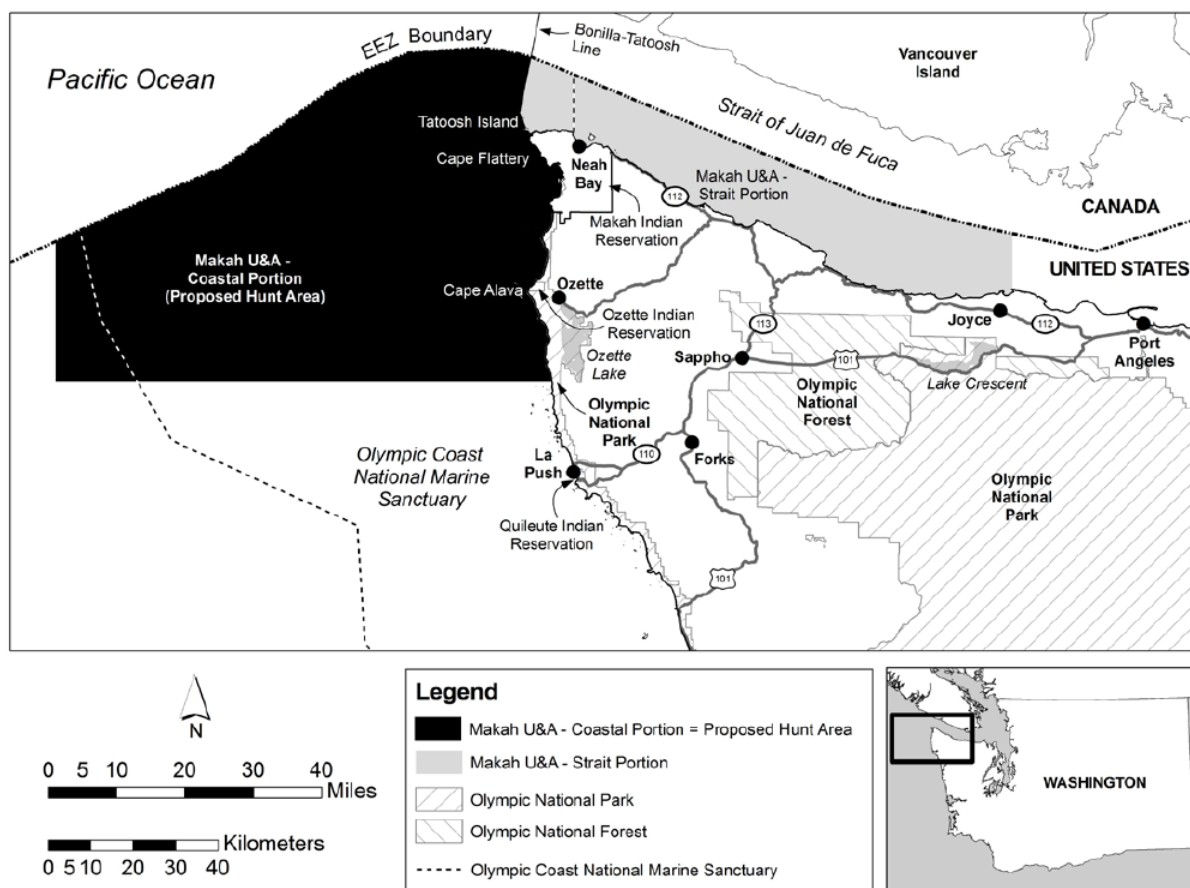 EEZ Boundary
Bonilla-Tatoosh
Line
Vancouver
Island
Pacific Ocean
Strait of Juan de Fuca
Tatoosh Island
Cape Flattery
Neah
Bay
Makah U&A -
Strait Portion
112
Makah Indian
Reservation
CANADA
UNITED STATES
Makah U&A -
Coastal Portion
(Proposed Hunt Area)
Cape Alava
Ozette
Ozette Indian
Reservation
113
Joyce
112
Port
Angeles
Ozette
Lake
Sappho
101
Lake Crescent
Olympic
National
Park
Olympic
National
Forest
Olympic Coast
National Marine
Sanctuary
La
Push
110
Forks
Olympic
National
Park
Quileute Indian
Reservation
101
N
0 5 10 20 30 40
Miles
Kilometers
0 5 10 20 30 40
Legend
Makah U&A - Coastal Portion = Proposed Hunt Area
Makah U&A - Strait Portion
Olympic National Park
Olympic National Forest
Olympic Coast National Marine Sanctuary
WASHINGTON